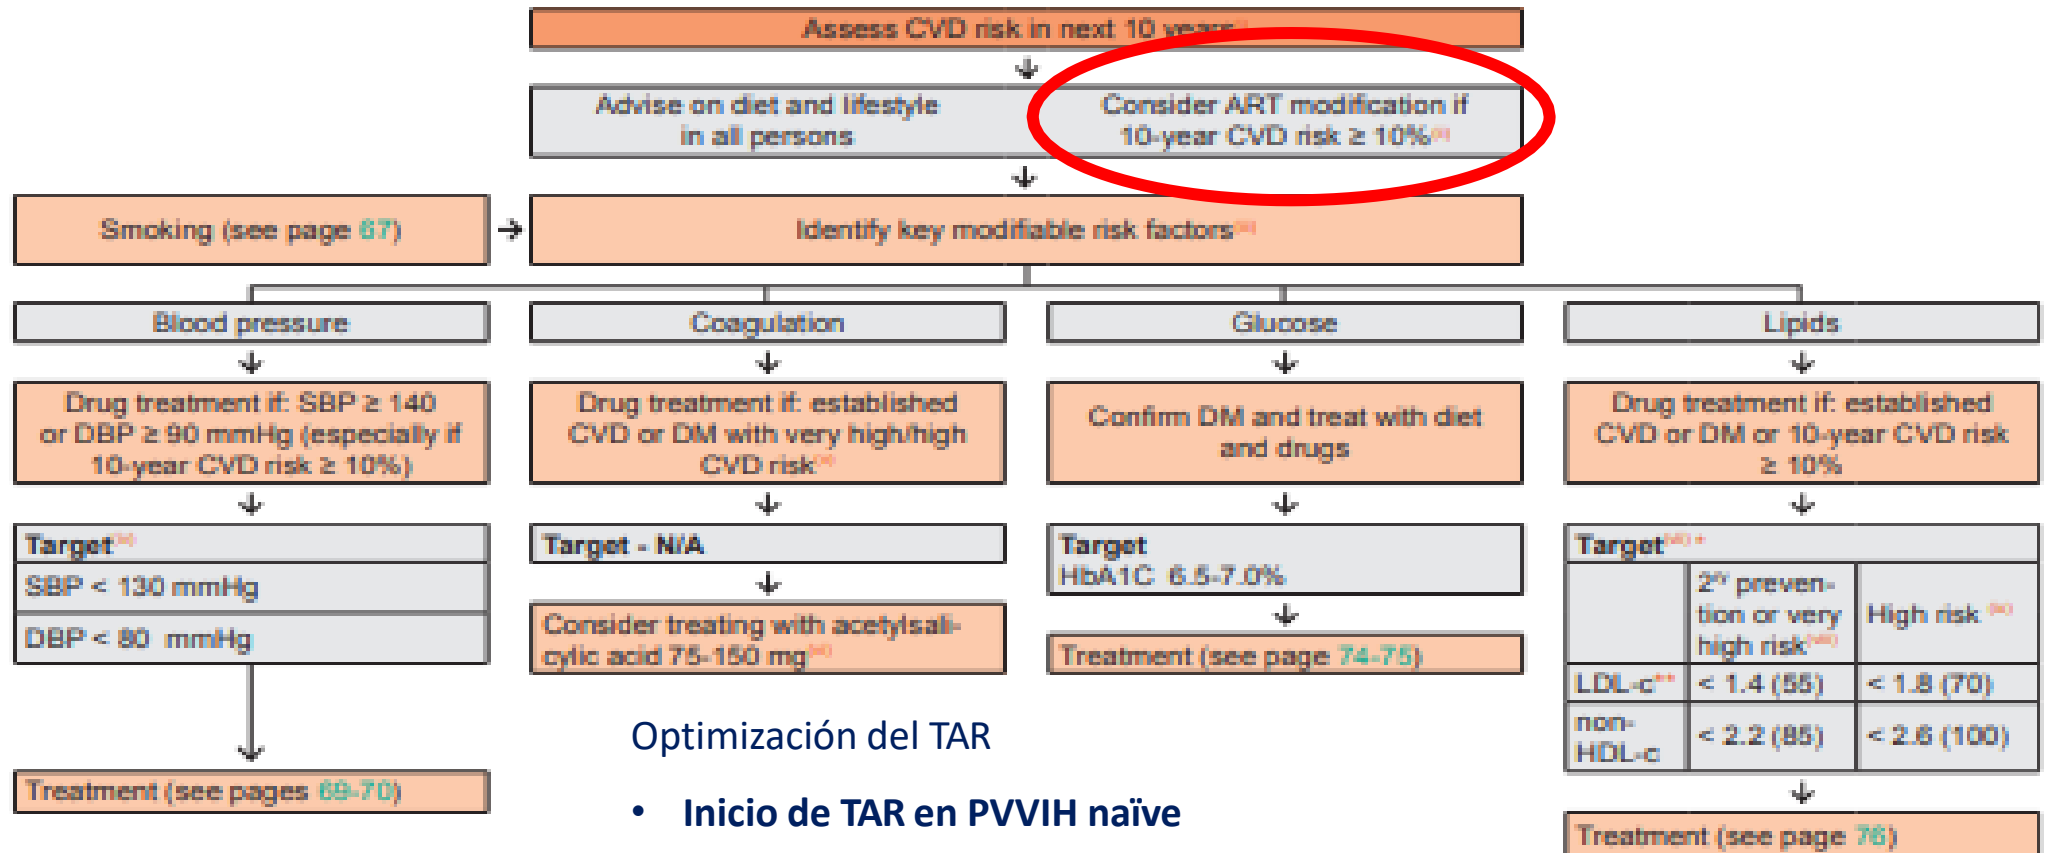 Assess CVD risk in next 10 years
Advise on diet and lifestyle
in all persons
Consider ART modification if
10-year CVD risk ≥ 10%
Smoking (see page 67)
Identify key modifiable risk factors
Blood pressure
Drug treatment if: SBP ≥ 140
or DBP ≥ 90 mmHg (especially if
10-year CVD risk ≥ 10%)
Target
SBP < 130 mmHg
DBP < 80 mmHg
Treatment (see pages 69-70)
Coagulation
Drug treatment if: established
CVD or DM with very high/high
CVD risk
Target - N/A
Consider treating with acetylsali-
cylic acid 75-150 mg
Glucose
Confirm DM and treat with diet
and drugs
Target
HbA1C 6.5-7.0%
Treatment (see page 74-75)
Lipids
Drug treatment if: established
CVD or DM or 10-year CVD risk
≥ 10%
Target
2ry preven-
tion or very
high risk
High risk
LDL-c** < 1.4 (55) < 1.8 (70)
non-
HDL-c < 2.2 (85) < 2.6 (100)
Treatment (see page 76)
Optimización del TAR
• Inicio de TAR en PVVIH naïve